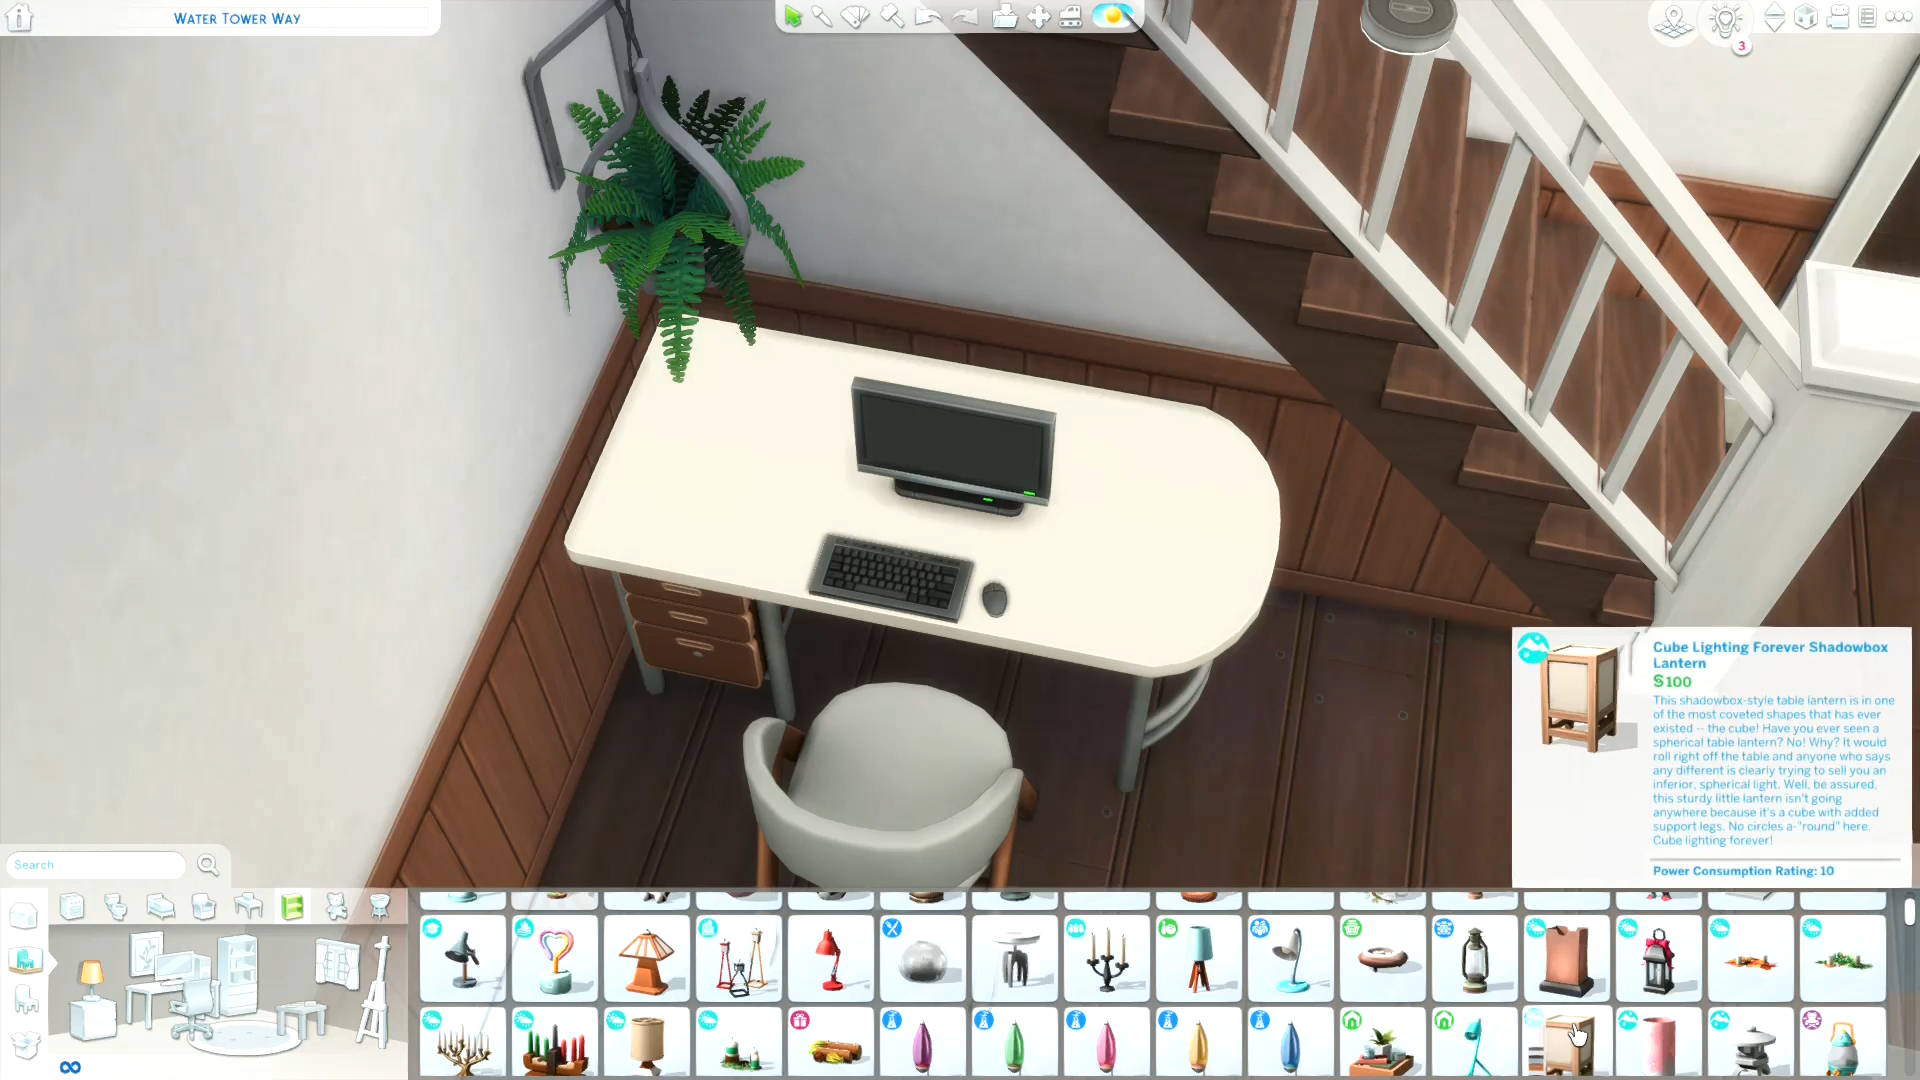 WATER TOWER WAY
3
Cube Lighting Forever Shadowbox
Lantern
§100
This shadowbox-style table lantern is in one
of the most coveted shapes that has ever
existed -- the cube! Have you ever seen a
spherical table lantern? No! Why? It would
roll right off the table and anyone who says
any different is clearly trying to sell you an
inferior, spherical light. Well, be assured,
this sturdy little lantern isn't going
anywhere because it's a cube with added
support legs. No circles a-"round" here.
Cube lighting forever!
Power Consumption Rating: 10
Search